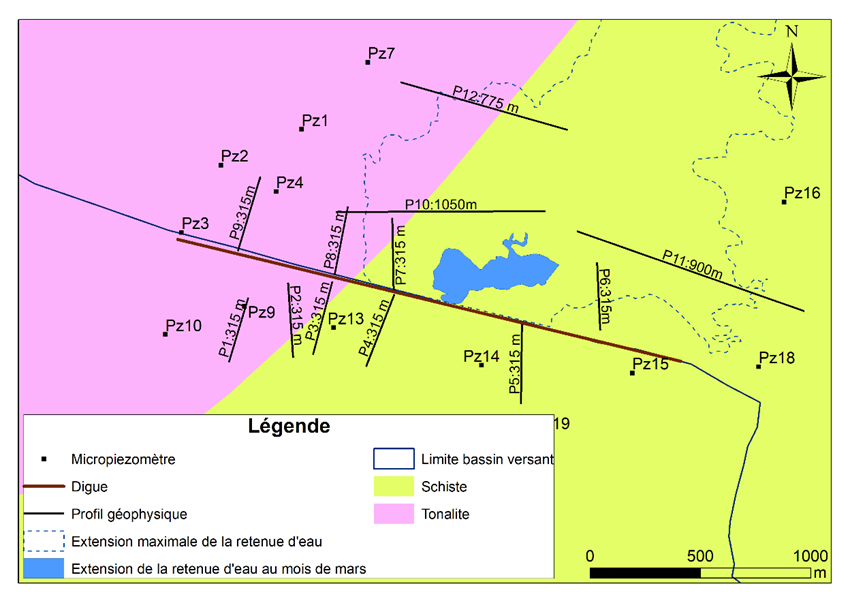 N
Pz7
P12:775 m
Pz1
Pz2
Pz4
Pz16
P9:315m
P10:1050m
Pz3
P8:315 m
P7:315 m
P11:900m
P6:315m
P2:315 m
P3:315 m
Pz9
P1:315 m
Pz10
Pz13
P4:315 m
Pz14
P5:315 m
Pz15
Pz18
19
Légende
Micropiezomètre
Digue
Profil géophysique
Extension maximale de la retenue d'eau
Extension de la retenue d'eau au mois de mars
Limite bassin versant
Schiste
Tonalite
0 500 1000
m